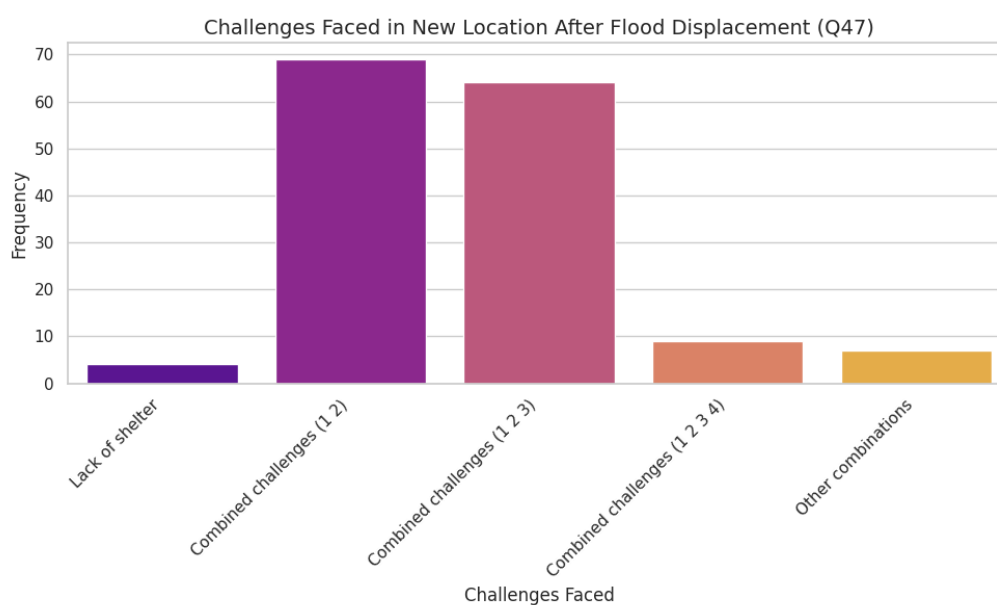 Challenges Faced in New Location After Flood Displacement (Q47)
Frequency
70
60
50
40
30
20
10
0
Lack of shelter
Combined challenges (1 2)
Combined challenges (1 2 3)
Combined challenges (1 2 3 4)
Other combinations
Challenges Faced